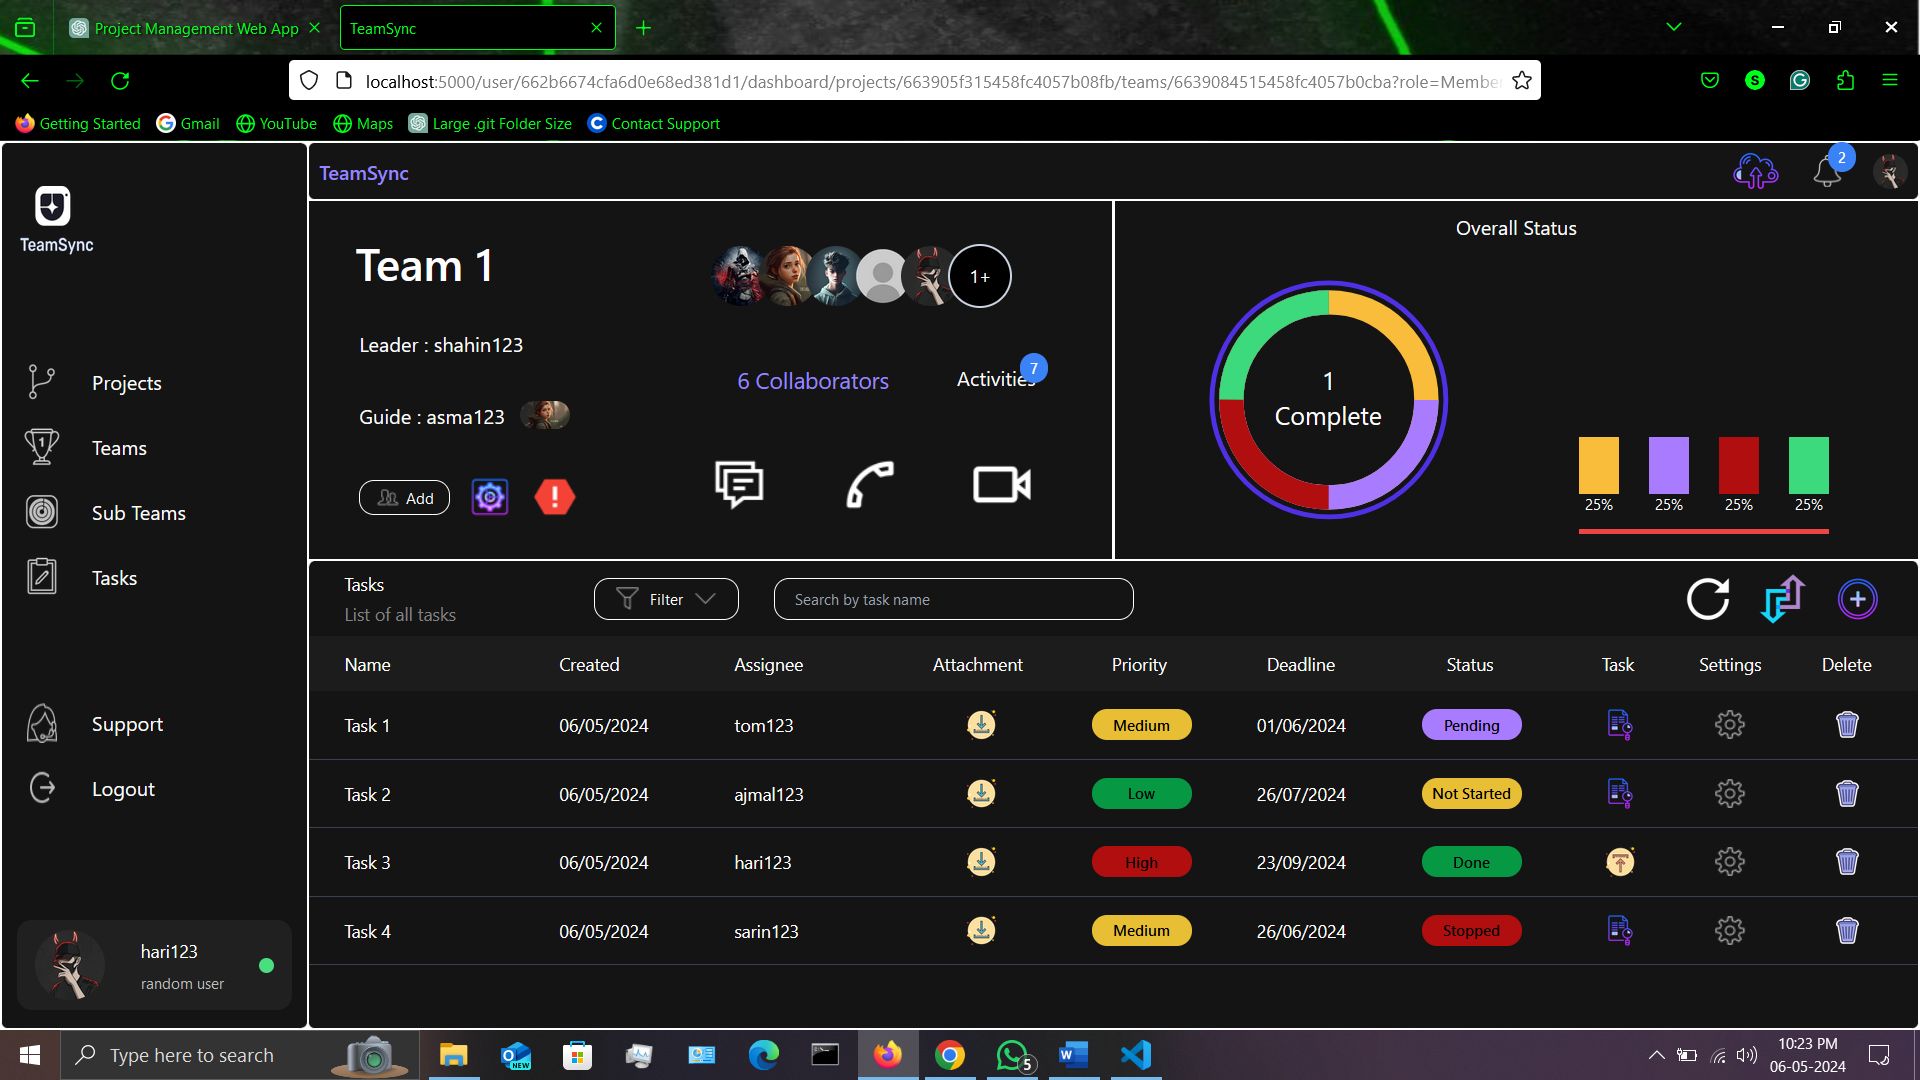 Project Management Web App
TeamSync
localhost:5000/user/662b6674cfa6d0e68ed381d1/dashboard/projects/663905f315458fc4057b08fb/teams/6639084515458fc4057b0cba?role=Membe
Getting Started Gmail YouTube Maps Large .git Folder Size Contact Support
TeamSync
Projects
Teams
Sub Teams
Tasks
Support
Logout
hari123
random user
TeamSync
2
Team 1
1+
Leader : shahin123
6 Collaborators
Activities
7
Guide : asma123
Add
Overall Status
1
Complete
25% 25% 25% 25%
Tasks
List of all tasks
Filter
Search by task name
Name Created Assignee Attachment Priority Deadline Status Task Settings Delete
Task 1 06/05/2024 tom123 Medium 01/06/2024 Pending
Task 2 06/05/2024 ajmal123 Low 26/07/2024 Not Started
Task 3 06/05/2024 hari123 High 23/09/2024 Done
Task 4 06/05/2024 sarin123 Medium 26/06/2024 Stopped
Type here to search
NEW
5
10:23 PM
06-05-2024